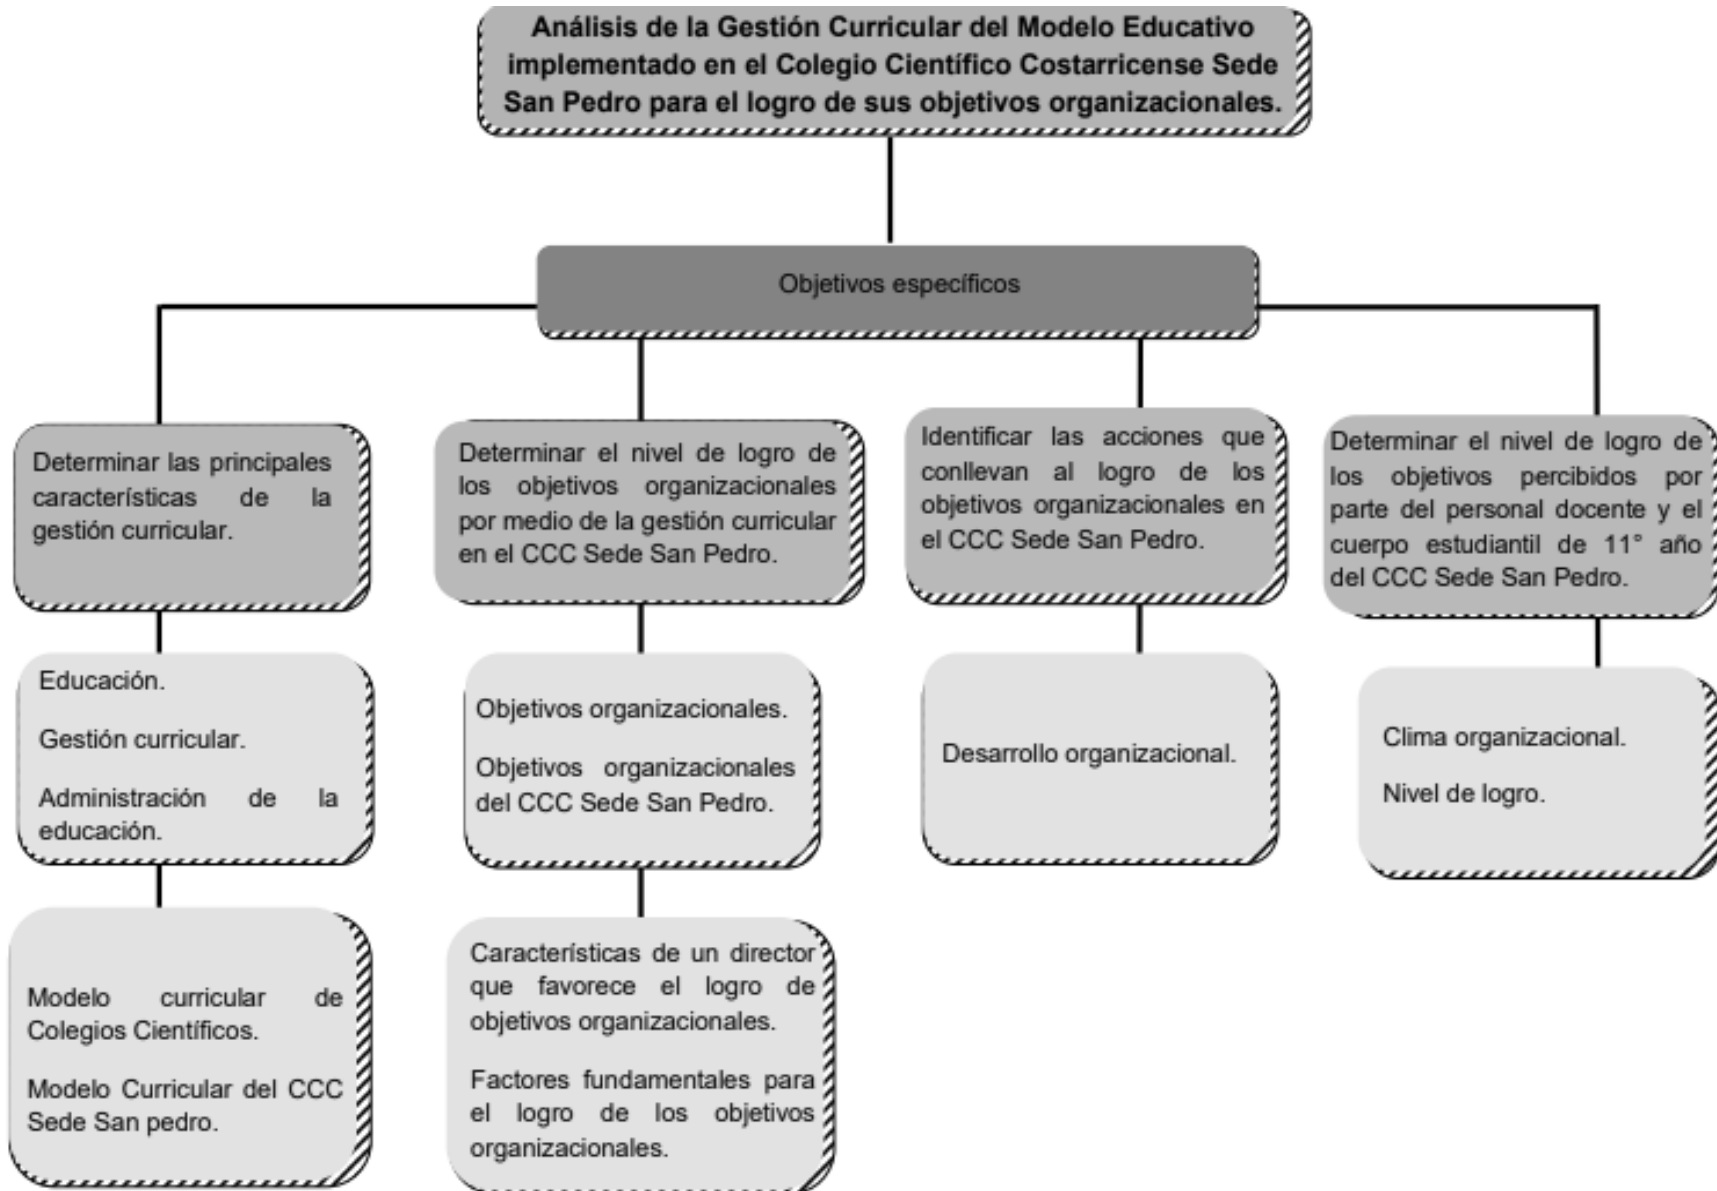 Análisis de la Gestión Curricular del Modelo Educativo
implementado en el Colegio Científico Costarricense Sede
San Pedro para el logro de sus objetivos organizacionales.
Objetivos específicos
Determinar las principales
características de la
gestión curricular.
Determinar el nivel de logro de
los objetivos organizacionales
por medio de la gestión curricular
en el CCC Sede San Pedro.
Identificar las acciones que
conllevan al logro de los
objetivos organizacionales en
el CCC Sede San Pedro.
Determinar el nivel de logro de
los objetivos percibidos por
parte del personal docente y el
cuerpo estudiantil de 11° año
del CCC Sede San Pedro.
Educación.
Gestión curricular.
Administración de la
educación.
Objetivos organizacionales.
Objetivos organizacionales
del CCC Sede San Pedro.
Desarrollo organizacional.
Clima organizacional.
Nivel de logro.
Modelo curricular de
Colegios Científicos.
Modelo Curricular del CCC
Sede San pedro.
Características de un director
que favorece el logro de
objetivos organizacionales.
Factores fundamentales para
el logro de los objetivos
organizacionales.